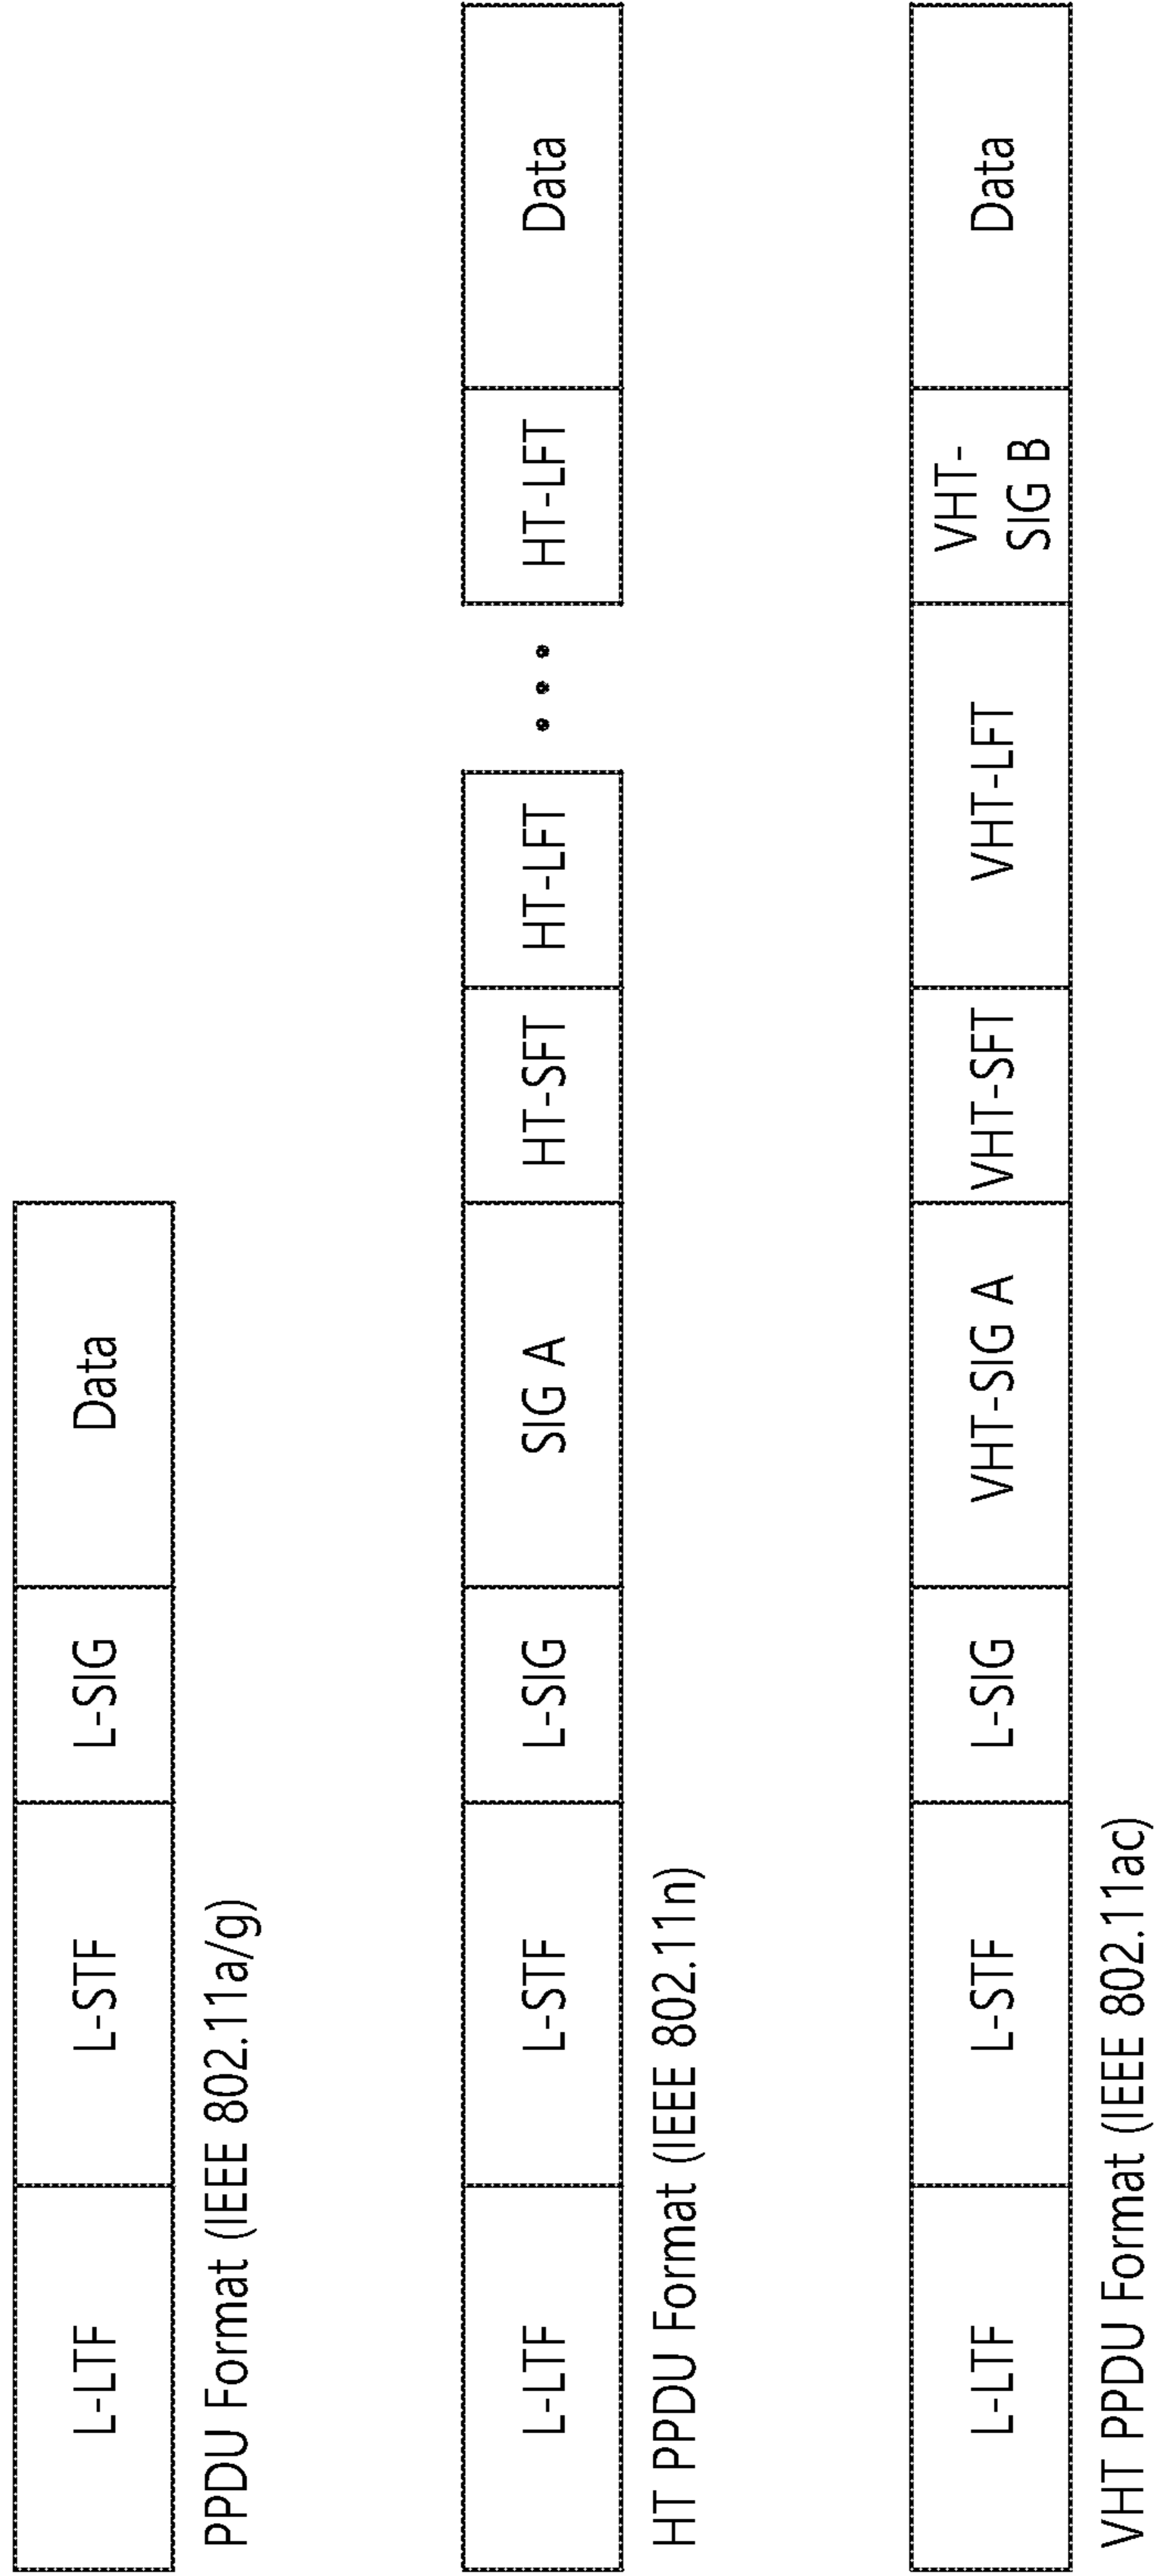 L-LTF
L-STF
L-SIG
Data
PPDU Format (IEEE 802.11a/g)
L-LTF
L-STF
L-SIG
SIG A
HT-SFT
HT-LFT
• • •
HT-LFT
Data
HT PPDU Format (IEEE 802.11n)
L-LTF
L-STF
L-SIG
VHT-SIG A
VHT-SFT
VHT-LFT
VHT-
SIG B
Data
VHT PPDU Format (IEEE 802.11ac)